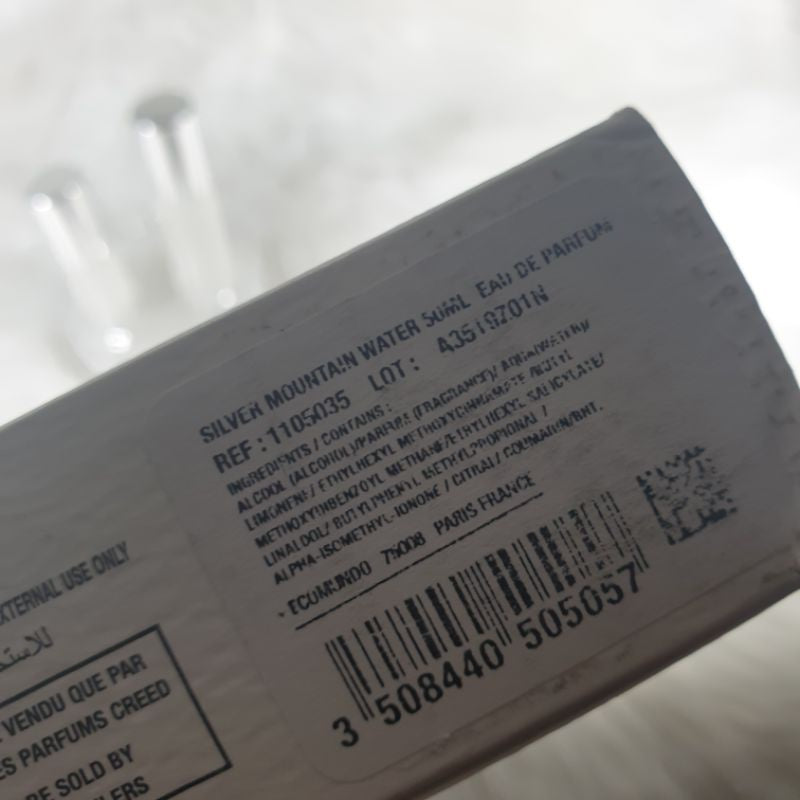 SILVER MOUNTAIN WATER 50ML EAU DE PARFUM
REF : 1105035 LOT : A3519Z01N
INGREDIENTS / CONTAINS :
ALCOOL (ALCOHOL)/PARFUM (FRAGRANCE)/ AQUA(WATER)/
LIMONENE/ ETHYLHEXYL METHOXYCINNAMATE /BUTYL
METHOXYDIBENZOYL METHANE/ETHYLHEXYL SALICYLATE/
LINALOOL/ BUTYLPHENYL METHYLPROPIONAL /
ALPHA-ISOMETHYL-IONONE / CITRAL/ COUMARIN/BHT.
ECOMUNDO 75008 PARIS FRANCE
3 508440 505057
EXTERNAL USE ONLY
VENDU QUE PAR
ES PARFUMS CREED
BE SOLD BY